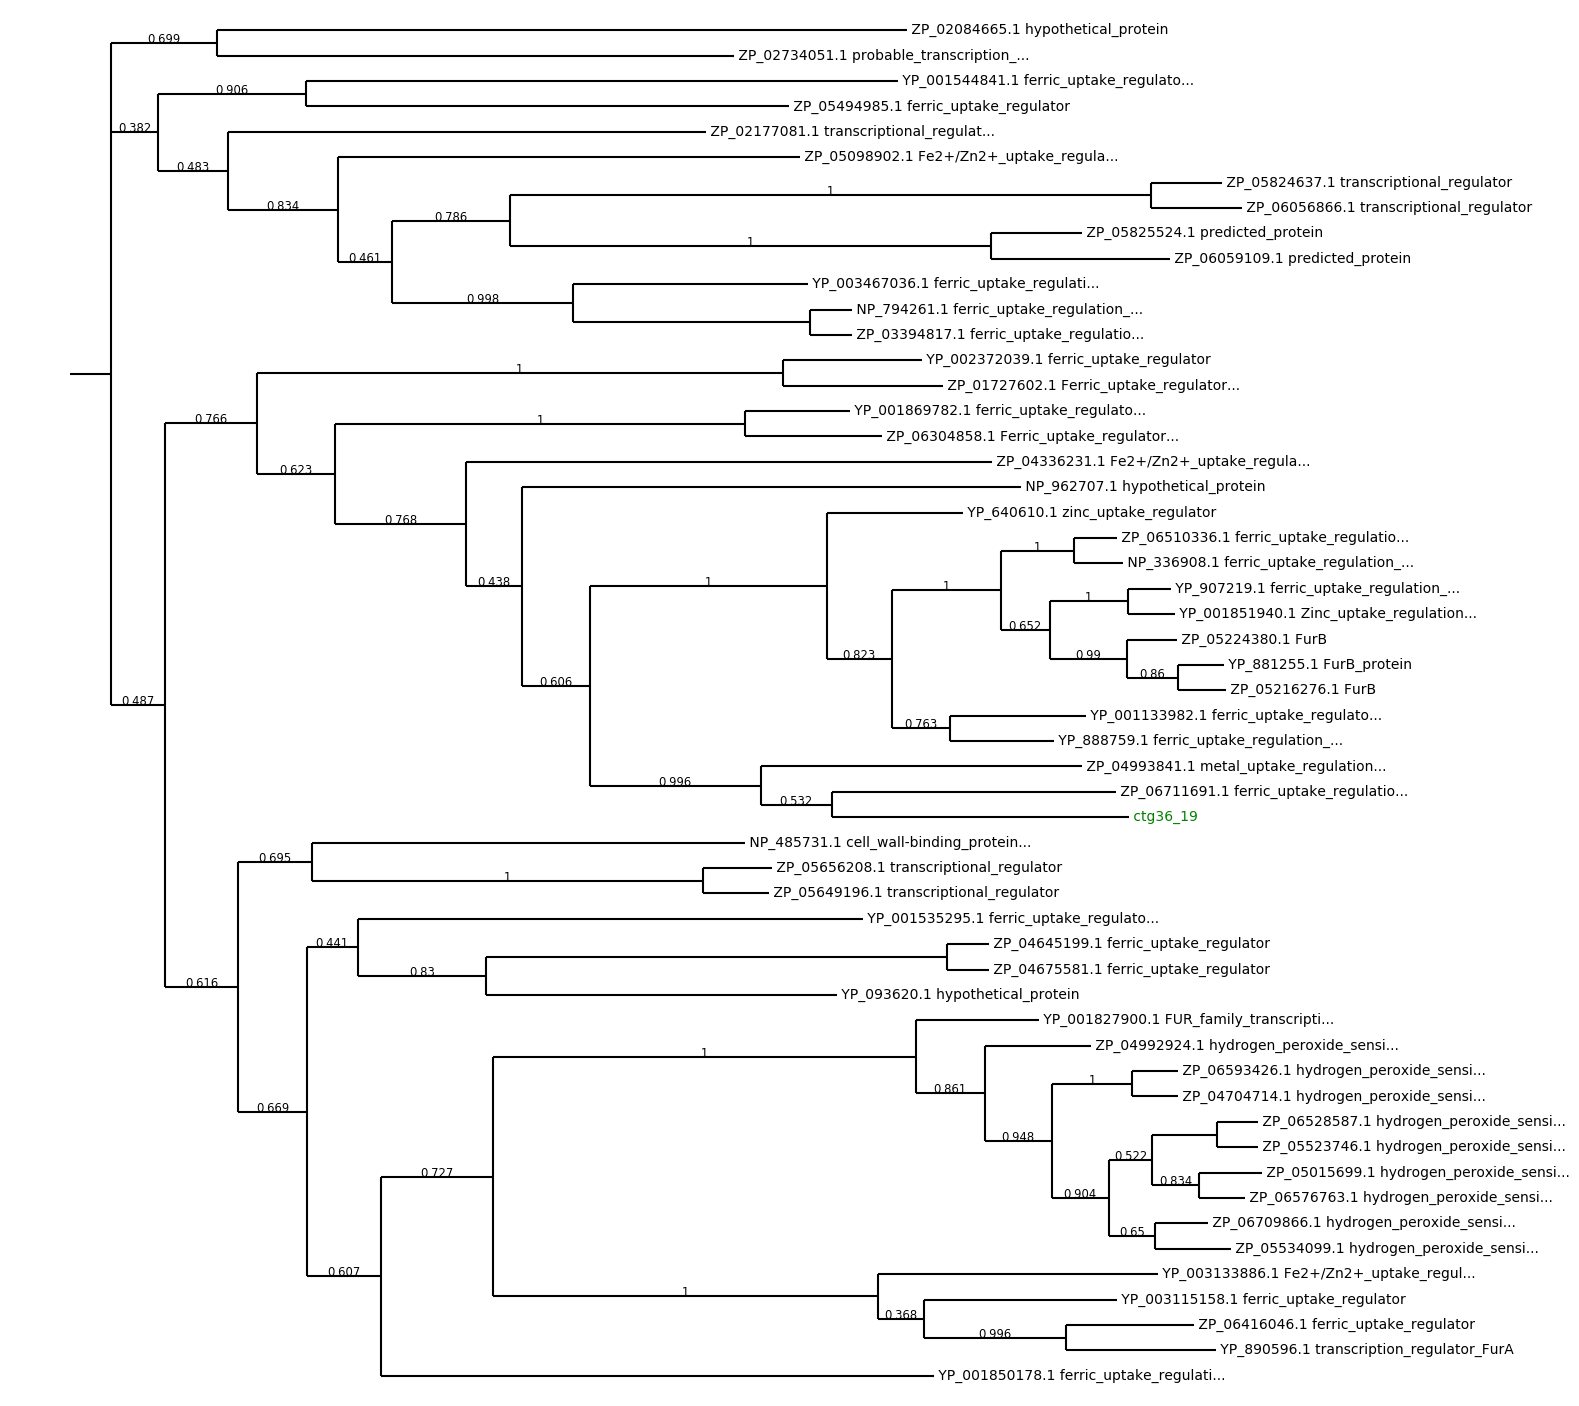 ZP_02084665.1 hypothetical_protein
0.699
ZP_02734051.1 probable_transcription_...
YP_001544841.1 ferric_uptake_regulato...
0.906
ZP_05494985.1 ferric_uptake_regulator
0.382
ZP_02177081.1 transcriptional_regulat...
0.483
ZP_05098902.1 Fe2+/Zn2+_uptake_regula...
0.834
ZP_05824637.1 transcriptional_regulator
1
ZP_06056866.1 transcriptional_regulator
0.786
ZP_05825524.1 predicted_protein
1
ZP_06059109.1 predicted_protein
0.461
YP_003467036.1 ferric_uptake_regulati...
0.998
NP_794261.1 ferric_uptake_regulation_...
ZP_03394817.1 ferric_uptake_regulatio...
YP_002372039.1 ferric_uptake_regulator
1
ZP_01727602.1 Ferric_uptake_regulator...
YP_001869782.1 ferric_uptake_regulato...
0.766
1
ZP_06304858.1 Ferric_uptake_regulator...
ZP_04336231.1 Fe2+/Zn2+_uptake_regula...
0.623
NP_962707.1 hypothetical_protein
YP_640610.1 zinc_uptake_regulator
0.768
ZP_06510336.1 ferric_uptake_regulatio...
1
NP_336908.1 ferric_uptake_regulation_...
0.438
1
1
YP_907219.1 ferric_uptake_regulation_...
1
YP_001851940.1 Zinc_uptake_regulation...
0.652
ZP_05224380.1 FurB
0.823
0.99
YP_881255.1 FurB_protein
0.86
0.606
ZP_05216276.1 FurB
0.487
YP_001133982.1 ferric_uptake_regulato...
0.763
YP_888759.1 ferric_uptake_regulation_...
ZP_04993841.1 metal_uptake_regulation...
0.996
ZP_06711691.1 ferric_uptake_regulatio...
0.532
ctg36_19
NP_485731.1 cell_wall-binding_protein...
0.695
ZP_05656208.1 transcriptional_regulator
1
ZP_05649196.1 transcriptional_regulator
YP_001535295.1 ferric_uptake_regulato...
0.441
ZP_04645199.1 ferric_uptake_regulator
0.83
ZP_04675581.1 ferric_uptake_regulator
0.616
YP_093620.1 hypothetical_protein
YP_001827900.1 FUR_family_transcripti...
ZP_04992924.1 hydrogen_peroxide_sensi...
1
ZP_06593426.1 hydrogen_peroxide_sensi...
1
0.861
ZP_04704714.1 hydrogen_peroxide_sensi...
0.669
ZP_06528587.1 hydrogen_peroxide_sensi...
0.948
ZP_05523746.1 hydrogen_peroxide_sensi...
0.522
ZP_05015699.1 hydrogen_peroxide_sensi...
0.727
0.834
ZP_06576763.1 hydrogen_peroxide_sensi...
0.904
ZP_06709866.1 hydrogen_peroxide_sensi...
0.65
ZP_05534099.1 hydrogen_peroxide_sensi...
0.607
YP_003133886.1 Fe2+/Zn2+_uptake_regul...
1
YP_003115158.1 ferric_uptake_regulator
0.368
ZP_06416046.1 ferric_uptake_regulator
0.996
YP_890596.1 transcription_regulator_FurA
YP_001850178.1 ferric_uptake_regulati...